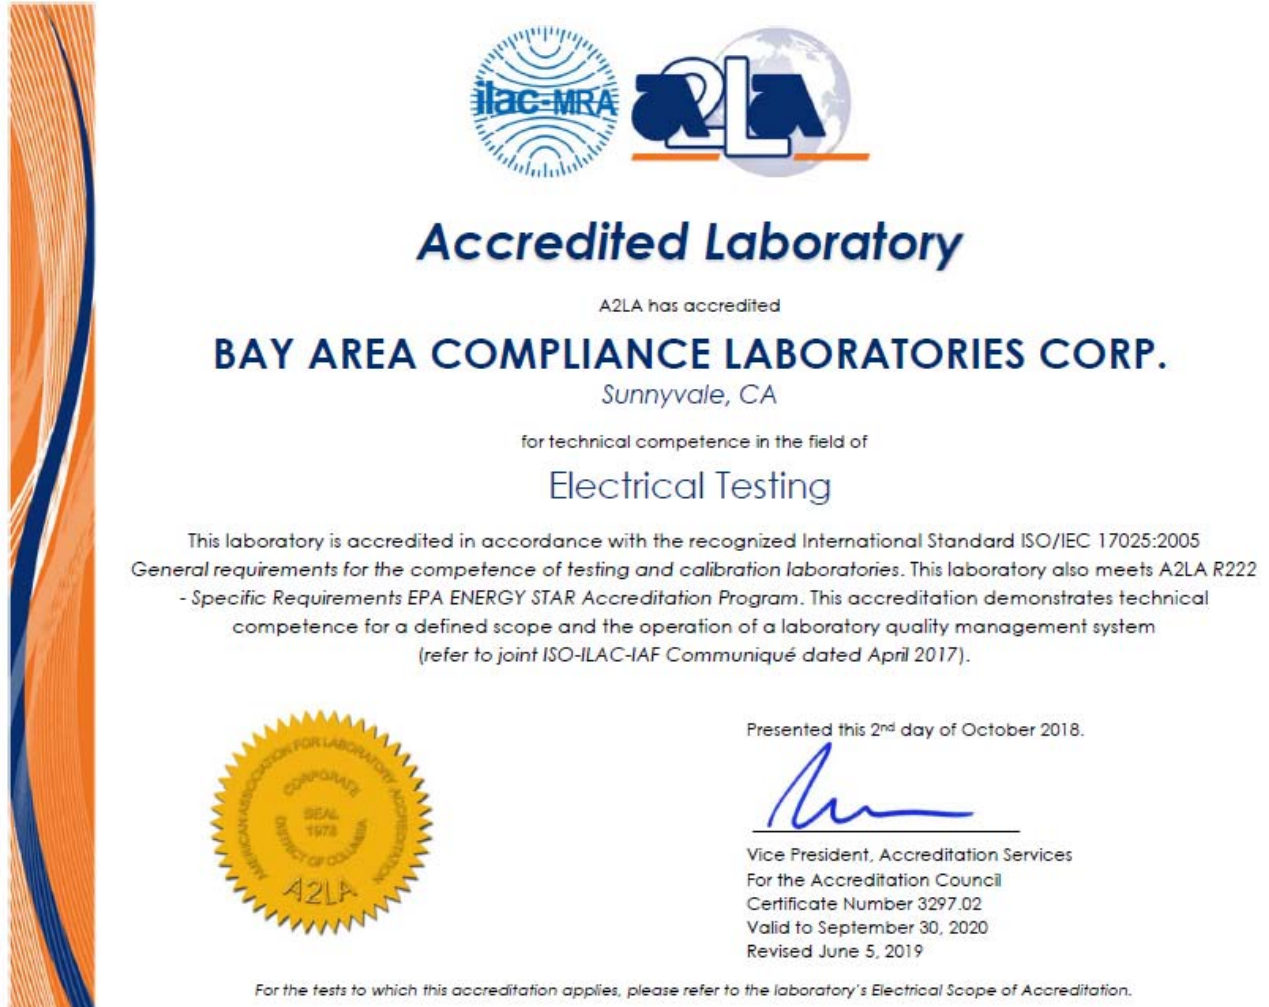 ilac-MRA
A2LA
Accredited Laboratory
A2LA has accredited
BAY AREA COMPLIANCE LABORATORIES CORP.
Sunnyvale, CA
for technical competence in the field of
Electrical Testing
This laboratory is accredited in accordance with the recognized International Standard ISO/IEC 17025:2005
General requirements for the competence of testing and calibration laboratories. This laboratory also meets A2LA R222
- Specific Requirements EPA ENERGY STAR Accreditation Program. This accreditation demonstrates technical
competence for a defined scope and the operation of a laboratory quality management system
(refer to joint ISO-ILAC-IAF Communiqué dated April 2017).
AMERICAN ASSOCIATION FOR LABORATORY ACCREDITATION
CORPORATE
SEAL
1978
DISTRICT OF COLUMBIA
A2LA
Presented this 2nd day of October 2018.
Vice President, Accreditation Services
For the Accreditation Council
Certificate Number 3297.02
Valid to September 30, 2020
Revised June 5, 2019
For the tests to which this accreditation applies, please refer to the laboratory's Electrical Scope of Accreditation.